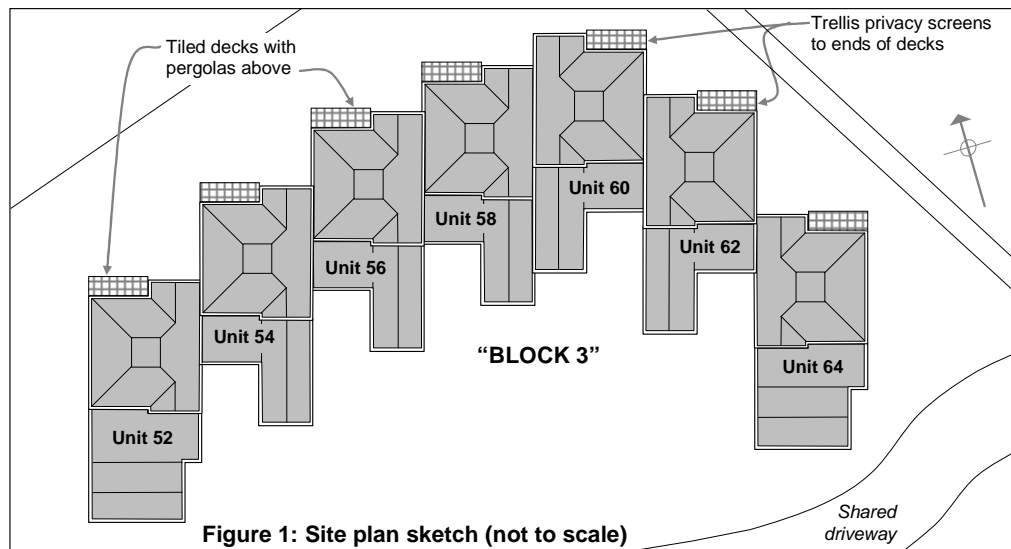 Tiled decks with
pergolas above
Trellis privacy screens
to ends of decks
Unit 60
Unit 58
Unit 62
Unit 56
Unit 54
“BLOCK 3”
Unit 64
Unit 52
Shared
driveway
Figure 1: Site plan sketch (not to scale)